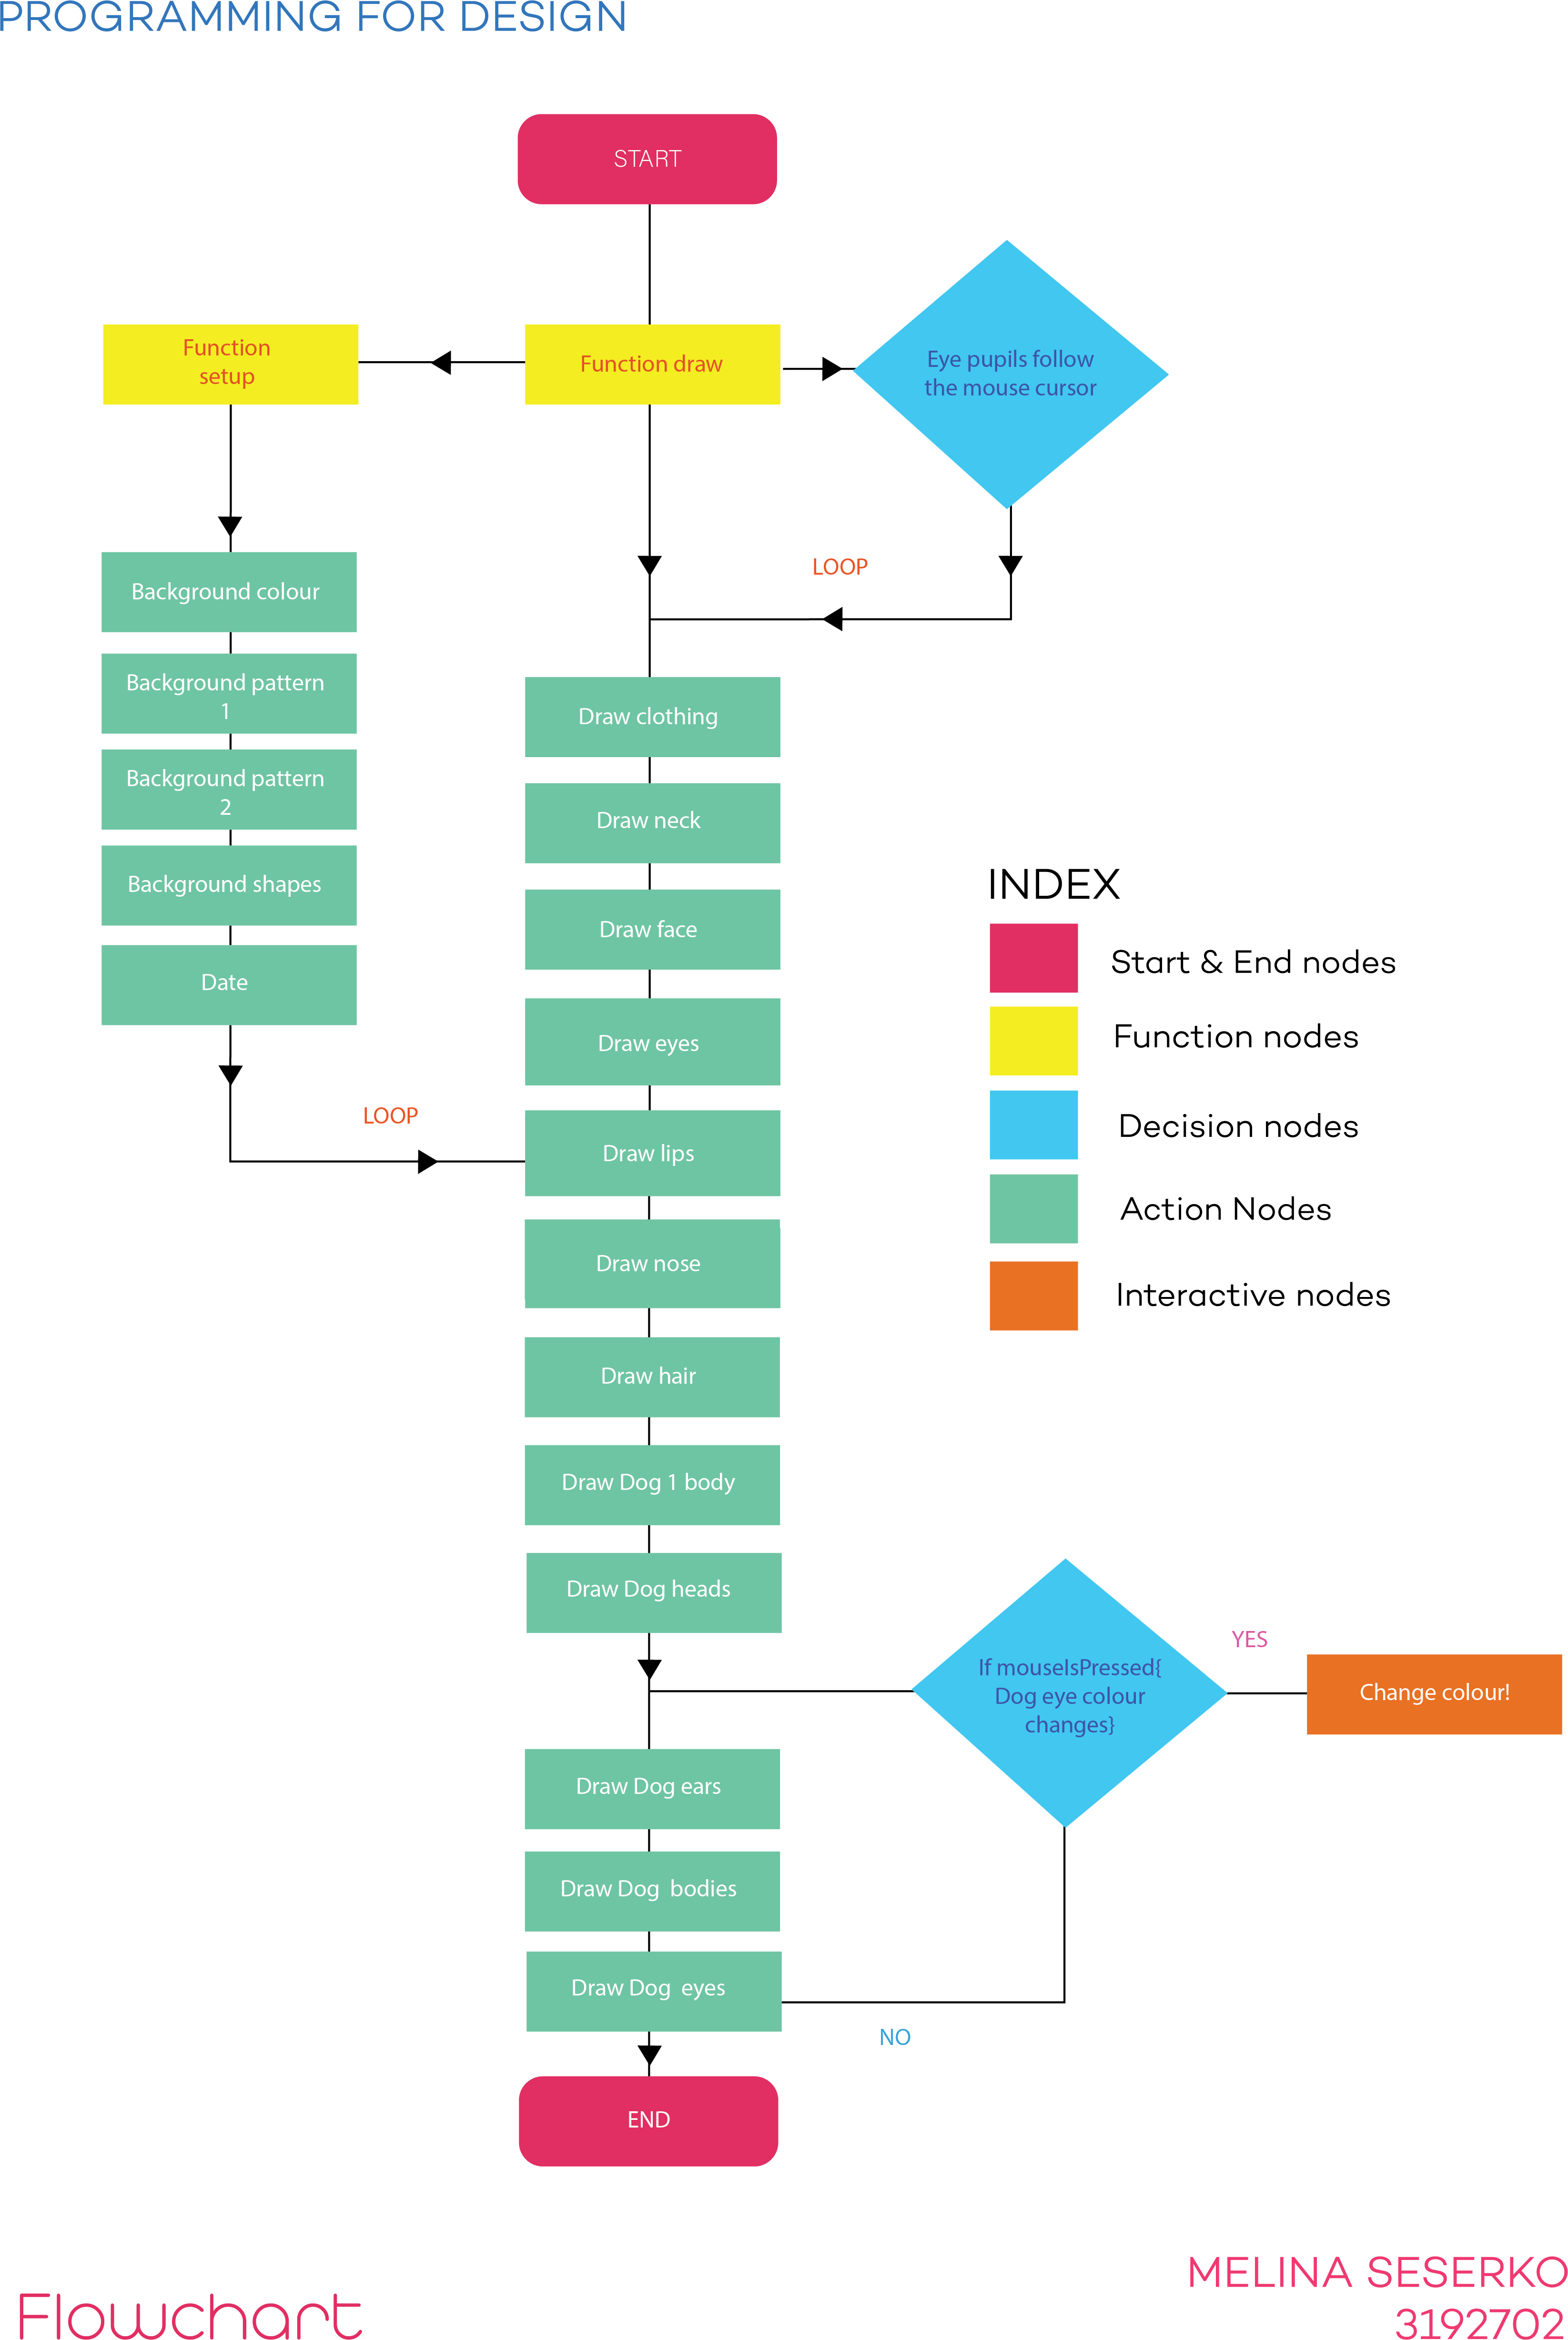 PROGRAMMING FOR DESIGN
START
Function
setup
Function draw
Eye pupils follow
the mouse cursor
LOOP
Background colour
Background pattern
1
Background pattern
2
Background shapes
Date
LOOP
Draw clothing
Draw neck
Draw face
Draw eyes
Draw lips
Draw nose
Draw hair
Draw Dog 1 body
Draw Dog heads
INDEX
Start & End nodes
Function nodes
Decision nodes
Action Nodes
Interactive nodes
If mouseIsPressed{
Dog eye colour
changes}
YES
Change colour!
Draw Dog ears
Draw Dog  bodies
Draw Dog  eyes
NO
END
Flowchart
MELINA SESERKO
3192702